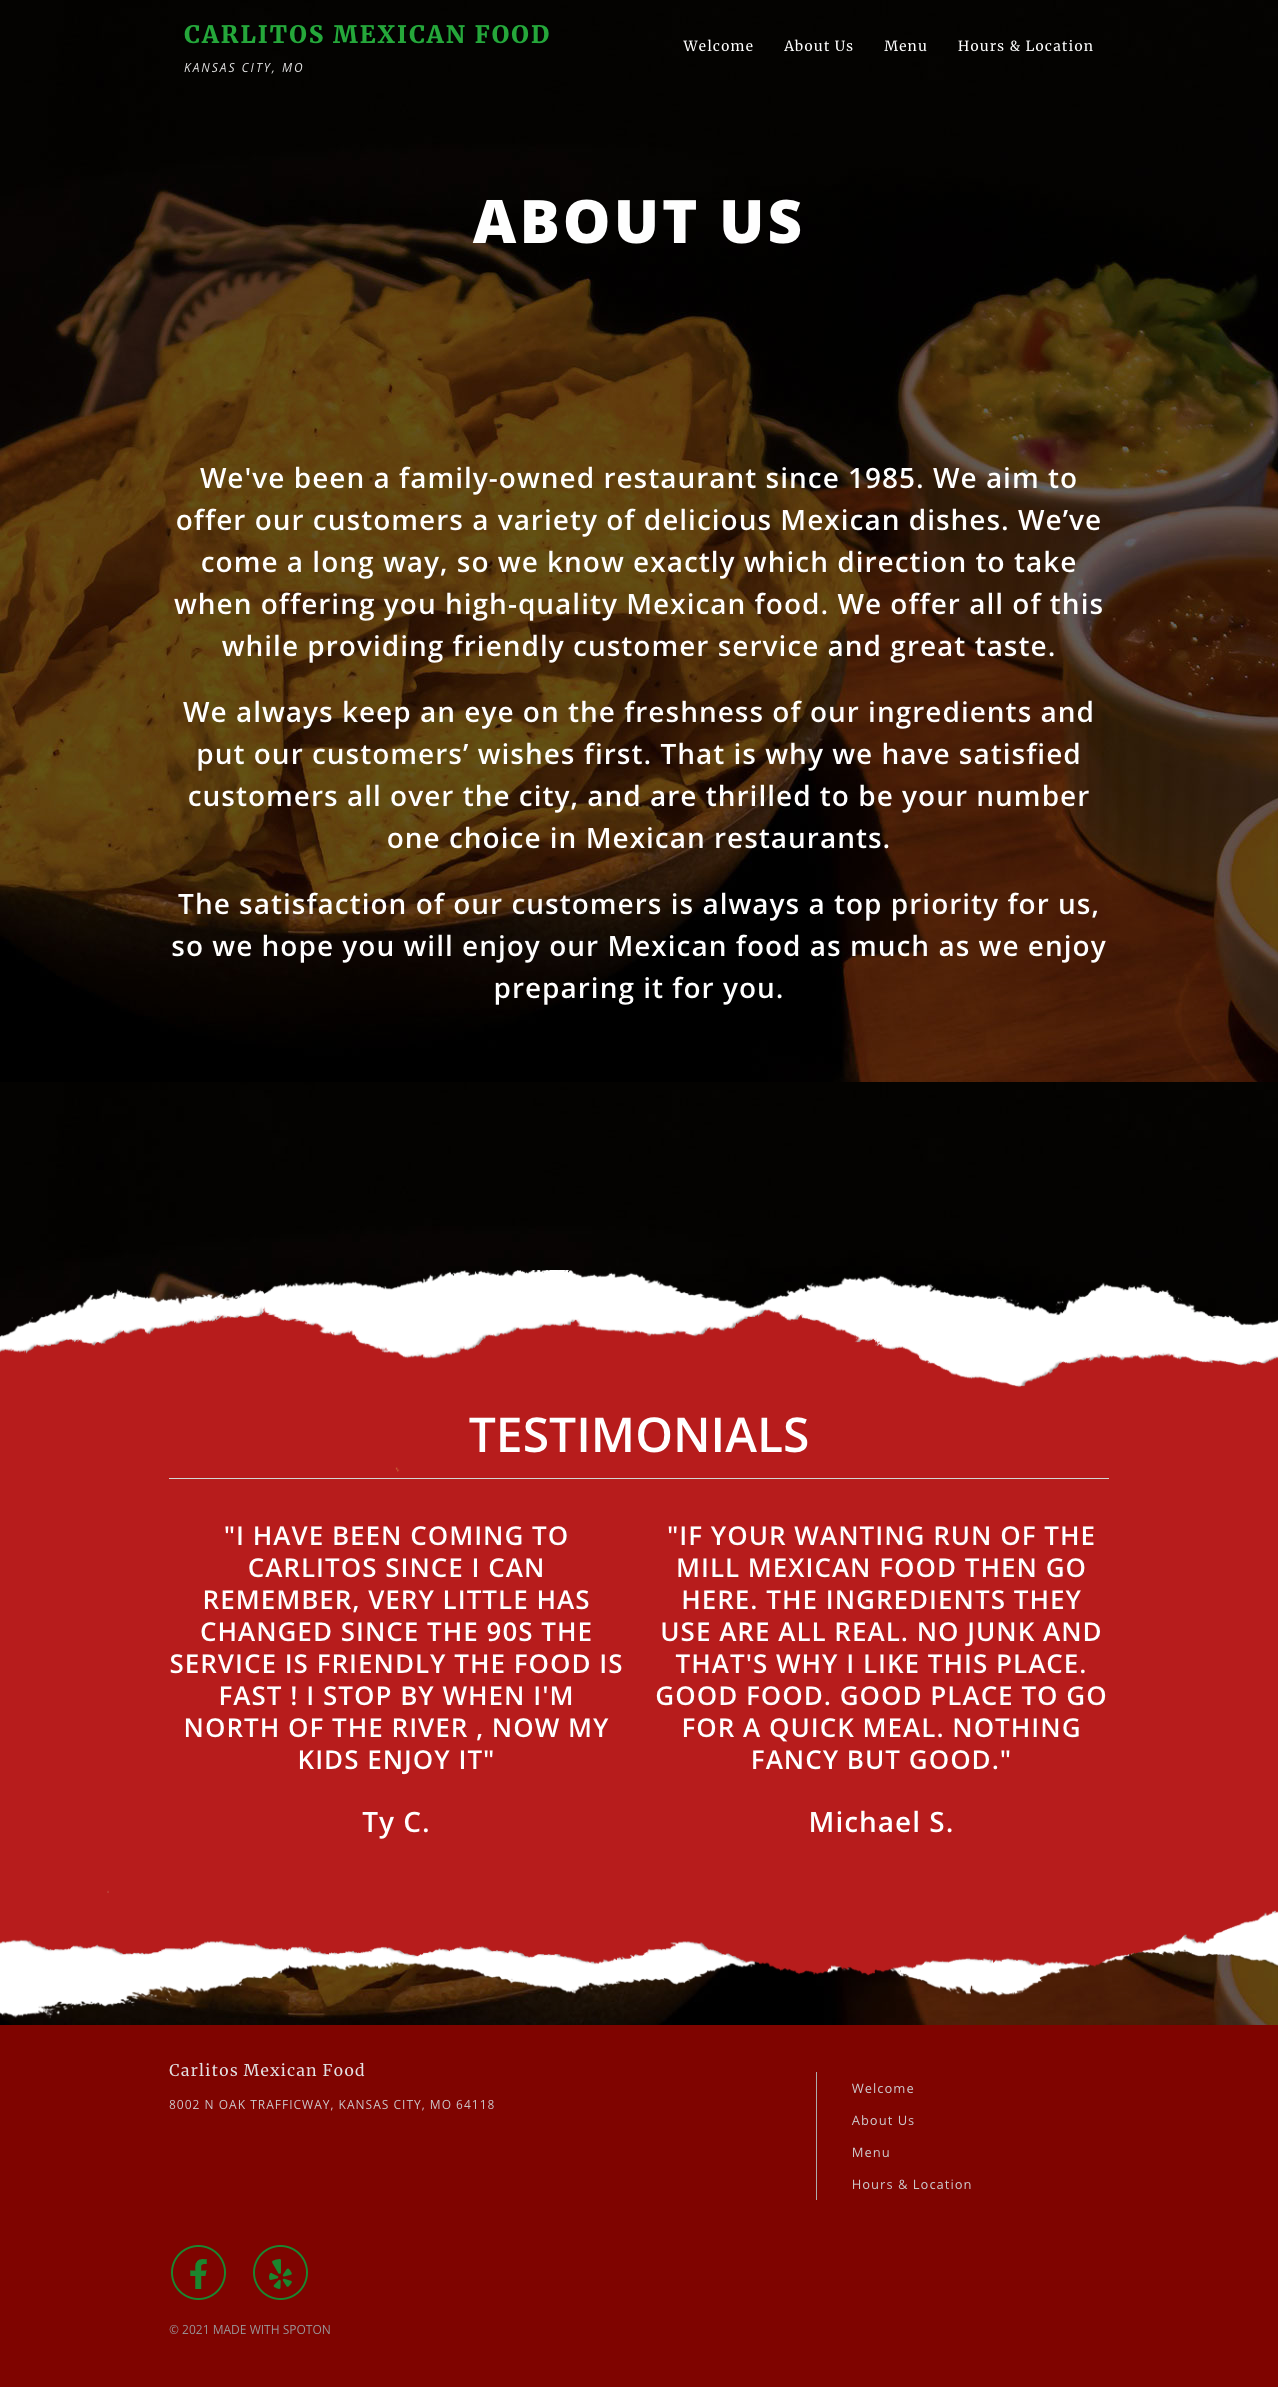 CARLITOS MEXICAN FOOD
KANSAS CITY, MO
Welcome About Us Menu Hours & Location
ABOUT US
We've been a family-owned restaurant since 1985. We aim to
offer our customers a variety of delicious Mexican dishes. We’ve
come a long way, so we know exactly which direction to take
when offering you high-quality Mexican food. We offer all of this
while providing friendly customer service and great taste.
We always keep an eye on the freshness of our ingredients and
put our customers’ wishes first. That is why we have satisfied
customers all over the city, and are thrilled to be your number
one choice in Mexican restaurants.
The satisfaction of our customers is always a top priority for us,
so we hope you will enjoy our Mexican food as much as we enjoy
preparing it for you.
TESTIMONIALS
"I HAVE BEEN COMING TO
CARLITOS SINCE I CAN
REMEMBER, VERY LITTLE HAS
CHANGED SINCE THE 90S THE
SERVICE IS FRIENDLY THE FOOD IS
FAST ! I STOP BY WHEN I'M
NORTH OF THE RIVER , NOW MY
KIDS ENJOY IT"
Ty C.
"IF YOUR WANTING RUN OF THE
MILL MEXICAN FOOD THEN GO
HERE. THE INGREDIENTS THEY
USE ARE ALL REAL. NO JUNK AND
THAT'S WHY I LIKE THIS PLACE.
GOOD FOOD. GOOD PLACE TO GO
FOR A QUICK MEAL. NOTHING
FANCY BUT GOOD."
Michael S.
Carlitos Mexican Food
8002 N OAK TRAFFICWAY, KANSAS CITY, MO 64118
Welcome
About Us
Menu
Hours & Location
© 2021 MADE WITH SPOTON